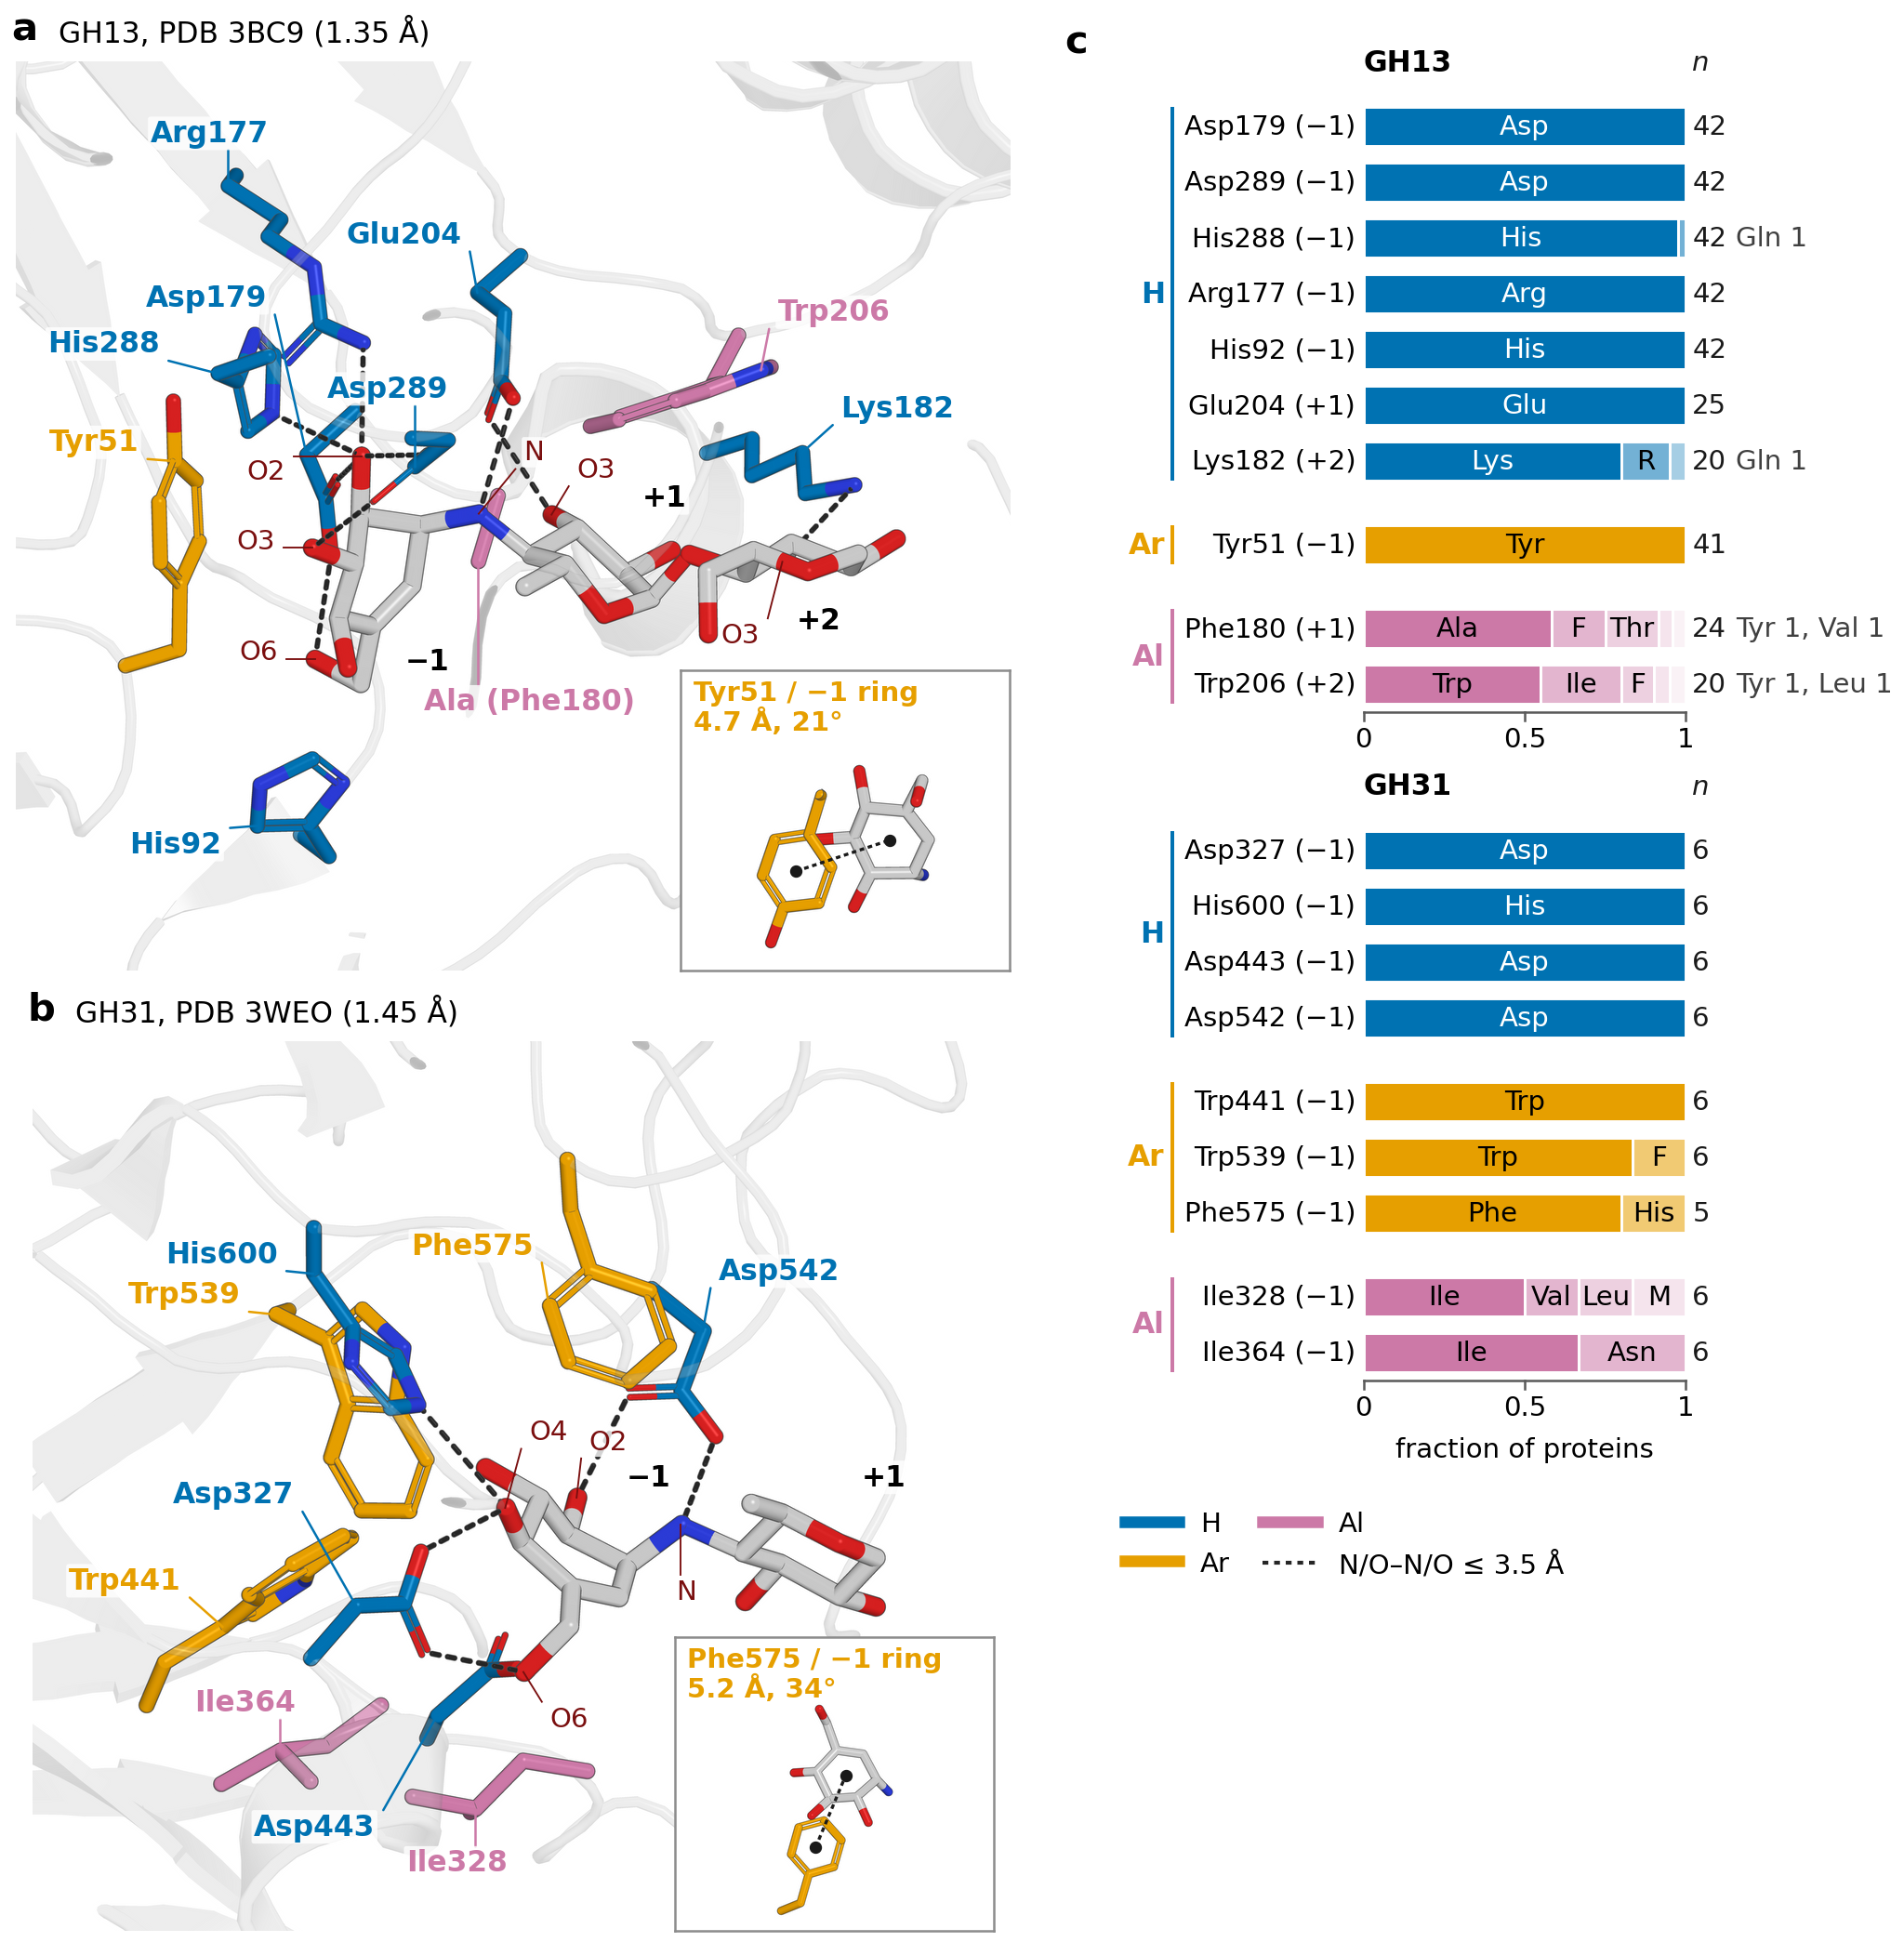 a GH13, PDB 3BC9 (1.35 Å)
Arg177
Glu204
Asp179
Trp206
His288
Asp289
Lys182
Tyr51
N
O2
O3
+1
O3
+2
O3
O6
−1
Ala (Phe180)
Tyr51 / −1 ring
4.7 Å, 21°
His92
b GH31, PDB 3WEO (1.45 Å)
Phe575
His600
Asp542
Trp539
O4
O2
−1
+1
Asp327
Trp441
N
Phe575 / −1 ring
5.2 Å, 34°
Ile364
O6
Asp443
Ile328
c
GH13 n
Asp179 (−1) Asp 42
Asp289 (−1) Asp 42
His288 (−1) His 42 Gln 1
H Arg177 (−1) Arg 42
His92 (−1) His 42
Glu204 (+1) Glu 25
Lys182 (+2) Lys R 20 Gln 1
Ar Tyr51 (−1) Tyr 41
Phe180 (+1) Ala F Thr 24 Tyr 1, Val 1
Al
Trp206 (+2) Trp Ile F 20 Tyr 1, Leu 1
0 0.5 1
GH31 n
Asp327 (−1) Asp 6
His600 (−1) His 6
H
Asp443 (−1) Asp 6
Asp542 (−1) Asp 6
Trp441 (−1) Trp 6
Ar Trp539 (−1) Trp F 6
Phe575 (−1) Phe His 5
Ile328 (−1) Ile Val Leu M 6
Al
Ile364 (−1) Ile Asn 6
0 0.5 1
fraction of proteins
H Al
Ar N/O–N/O ≤ 3.5 Å